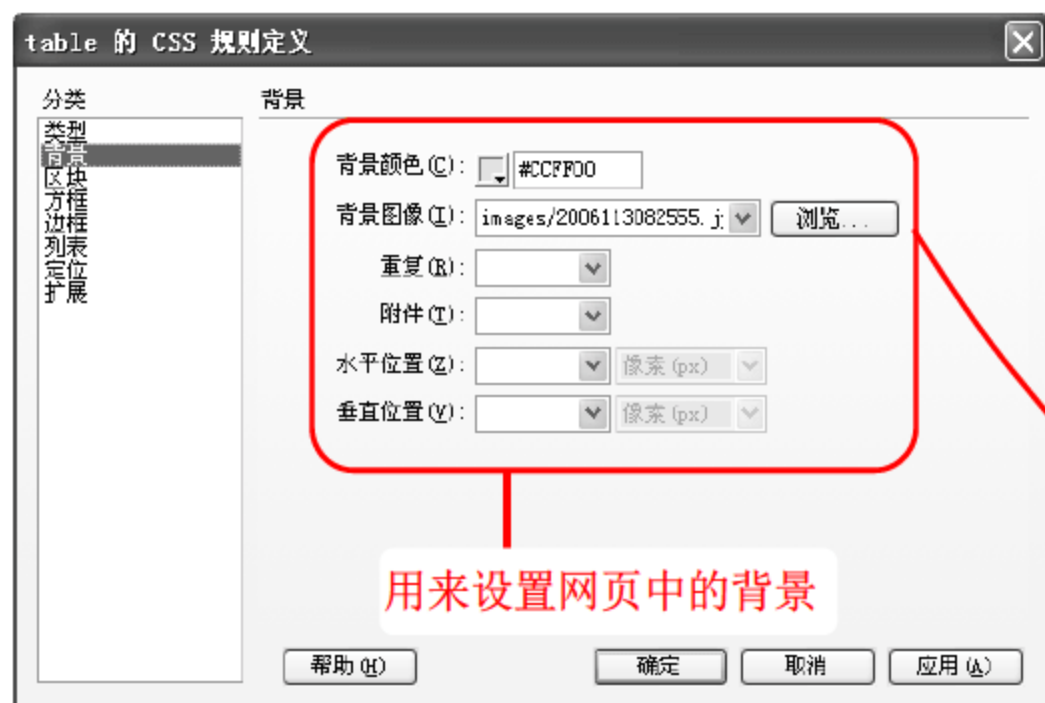 table 的 CSS 规则定义
分类
背景
类型
背景
区块
方框
边框
列表
定位
扩展
背景颜色(C): #CCFF00
背景图像(I): images/2006113082555.j 浏览...
重复(R):
附件(T):
水平位置(Z): 像素(px)
垂直位置(V): 像素(px)
用来设置网页中的背景
帮助(H) 确定 取消 应用(A)